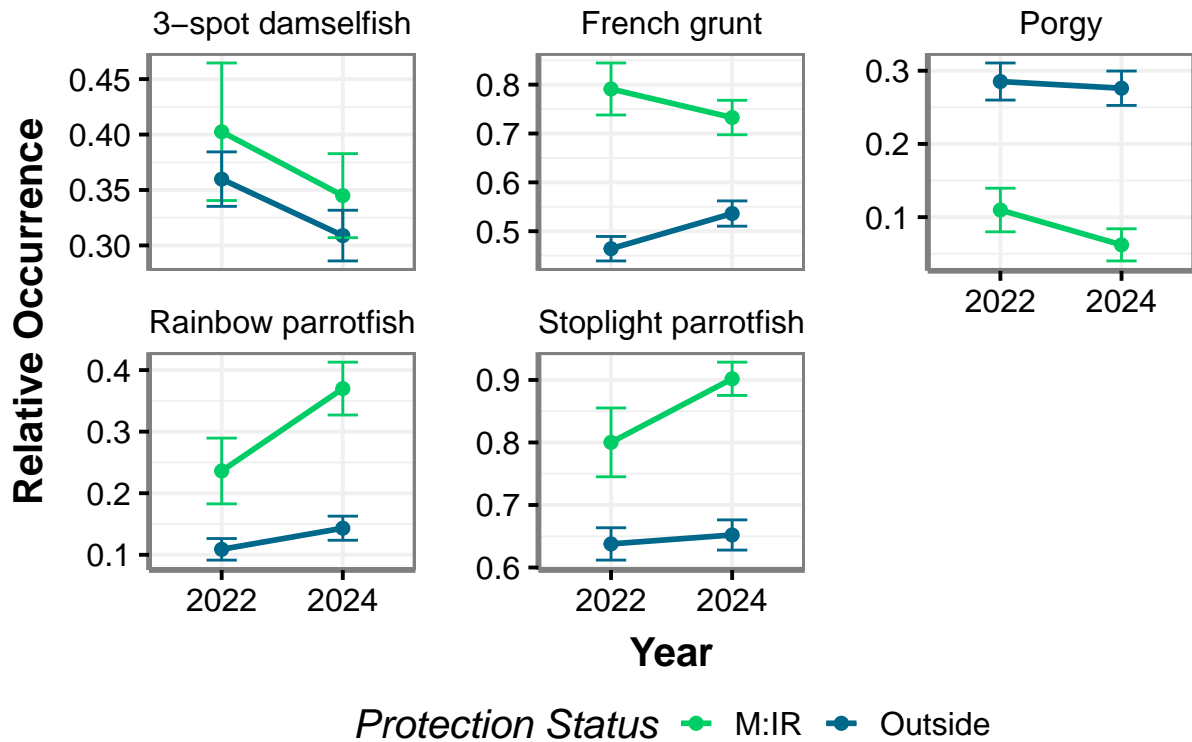 3−spot damselfish
French grunt
Porgy
0.45
0.40
0.35
0.30
0.8
0.7
0.6
0.5
0.3
0.2
0.1
2022 2024
Rainbow parrotfish
Stoplight parrotfish
0.4
0.3
0.2
0.1
0.9
0.8
0.7
0.6
2022 2024
2022 2024
Relative Occurrence
Year
Protection Status M:IR Outside